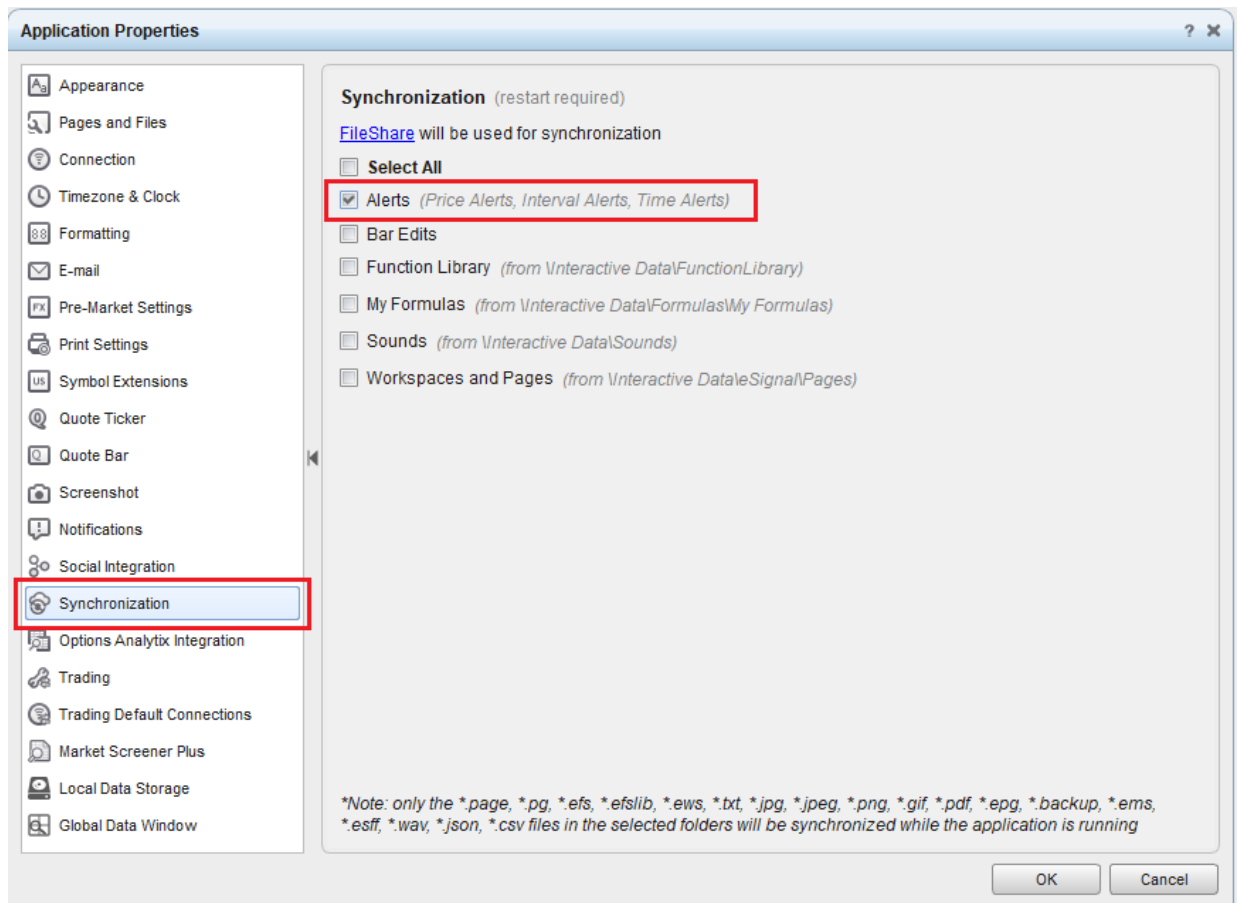 Application Properties
?
Appearance
Pages and Files
Connection
Timezone & Clock
Formatting
E-mail
Pre-Market Settings
Print Settings
Symbol Extensions
Quote Ticker
Quote Bar
Screenshot
Notifications
Social Integration
Synchronization
Options Analytix Integration
Trading
Trading Default Connections
Market Screener Plus
Local Data Storage
Global Data Window
Synchronization (restart required)
FileShare will be used for synchronization
Select All
Alerts (Price Alerts, Interval Alerts, Time Alerts)
Bar Edits
Function Library (from \Interactive Data\FunctionLibrary)
My Formulas (from \Interactive Data\Formulas\My Formulas)
Sounds (from \Interactive Data\Sounds)
Workspaces and Pages (from \Interactive Data\eSignal\Pages)
*Note: only the *.page, *.pg, *.efs, *.efslib, *.ews, *.txt, *.jpg, *.jpeg, *.png, *.gif, *.pdf, *.epg, *.backup, *.ems,
*.esff, *.wav, *.json, *.csv files in the selected folders will be synchronized while the application is running
OK Cancel